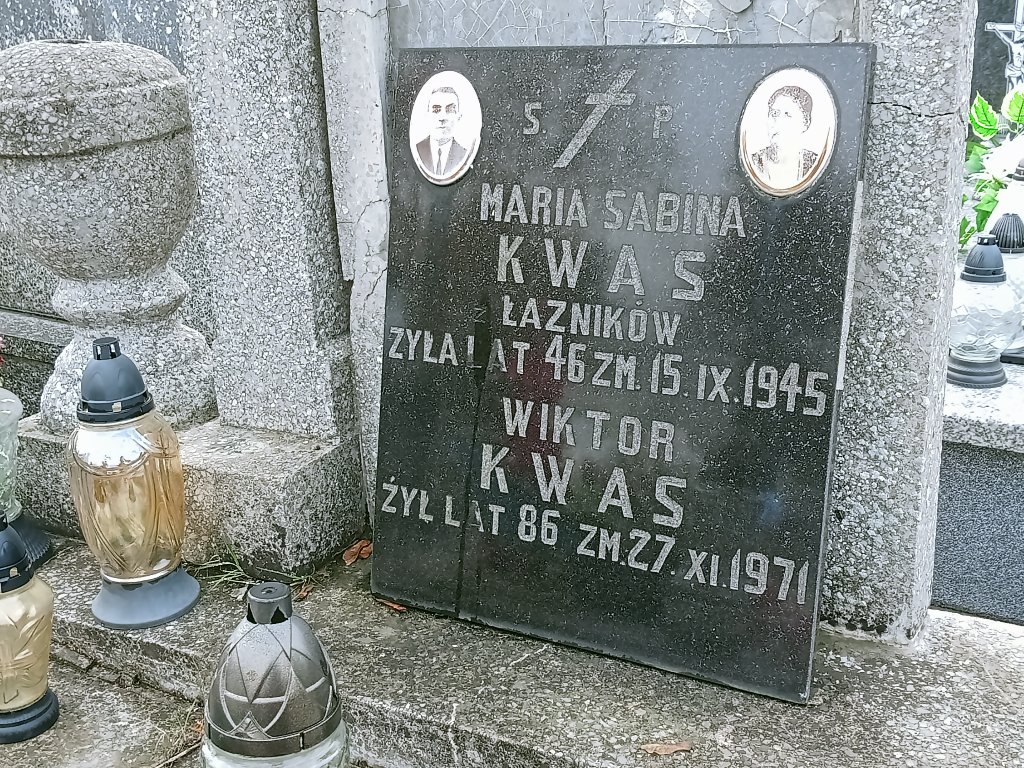 S. P
MARIA SABINA
KWAS
Z ŁAZNIKÓW
ŻYŁA LAT 46 ZM. 15. IX. 1945
WIKTOR
KWAS
ŻYŁ LAT 86 ZM. 27. XI. 1971